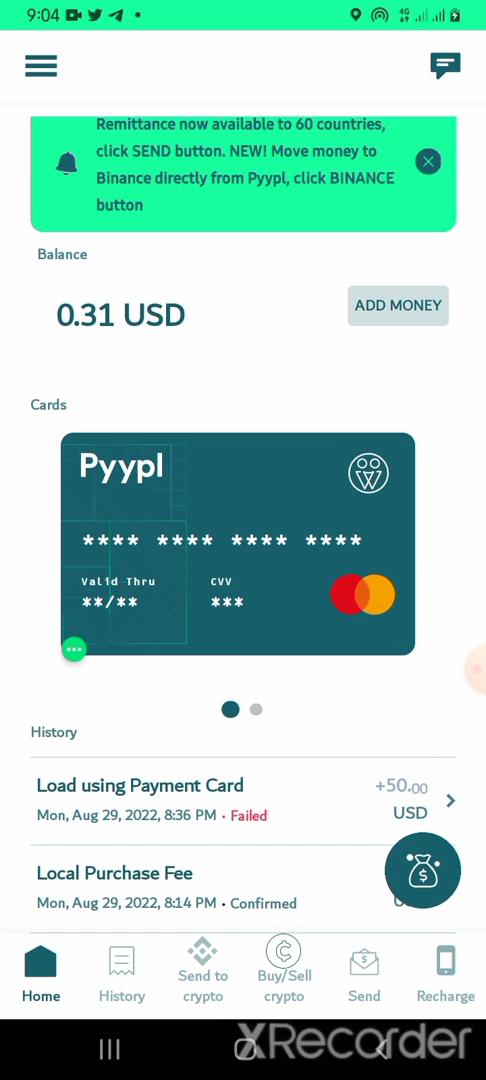 9:04
4G
Remittance now available to 60 countries,
click SEND button. NEW! Move money to
Binance directly from Pyypl, click BINANCE
button
Balance
0.31 USD
ADD MONEY
Cards
Pyypl
**** **** **** ****
Valid Thru CVV
**/** ***
History
Load using Payment Card +50.00
Mon, Aug 29, 2022, 8:36 PM • Failed USD
Local Purchase Fee
Mon, Aug 29, 2022, 8:14 PM • Confirmed
Home
History
Send to
crypto
Buy/Sell
crypto
Send
Recharge
XRecorder